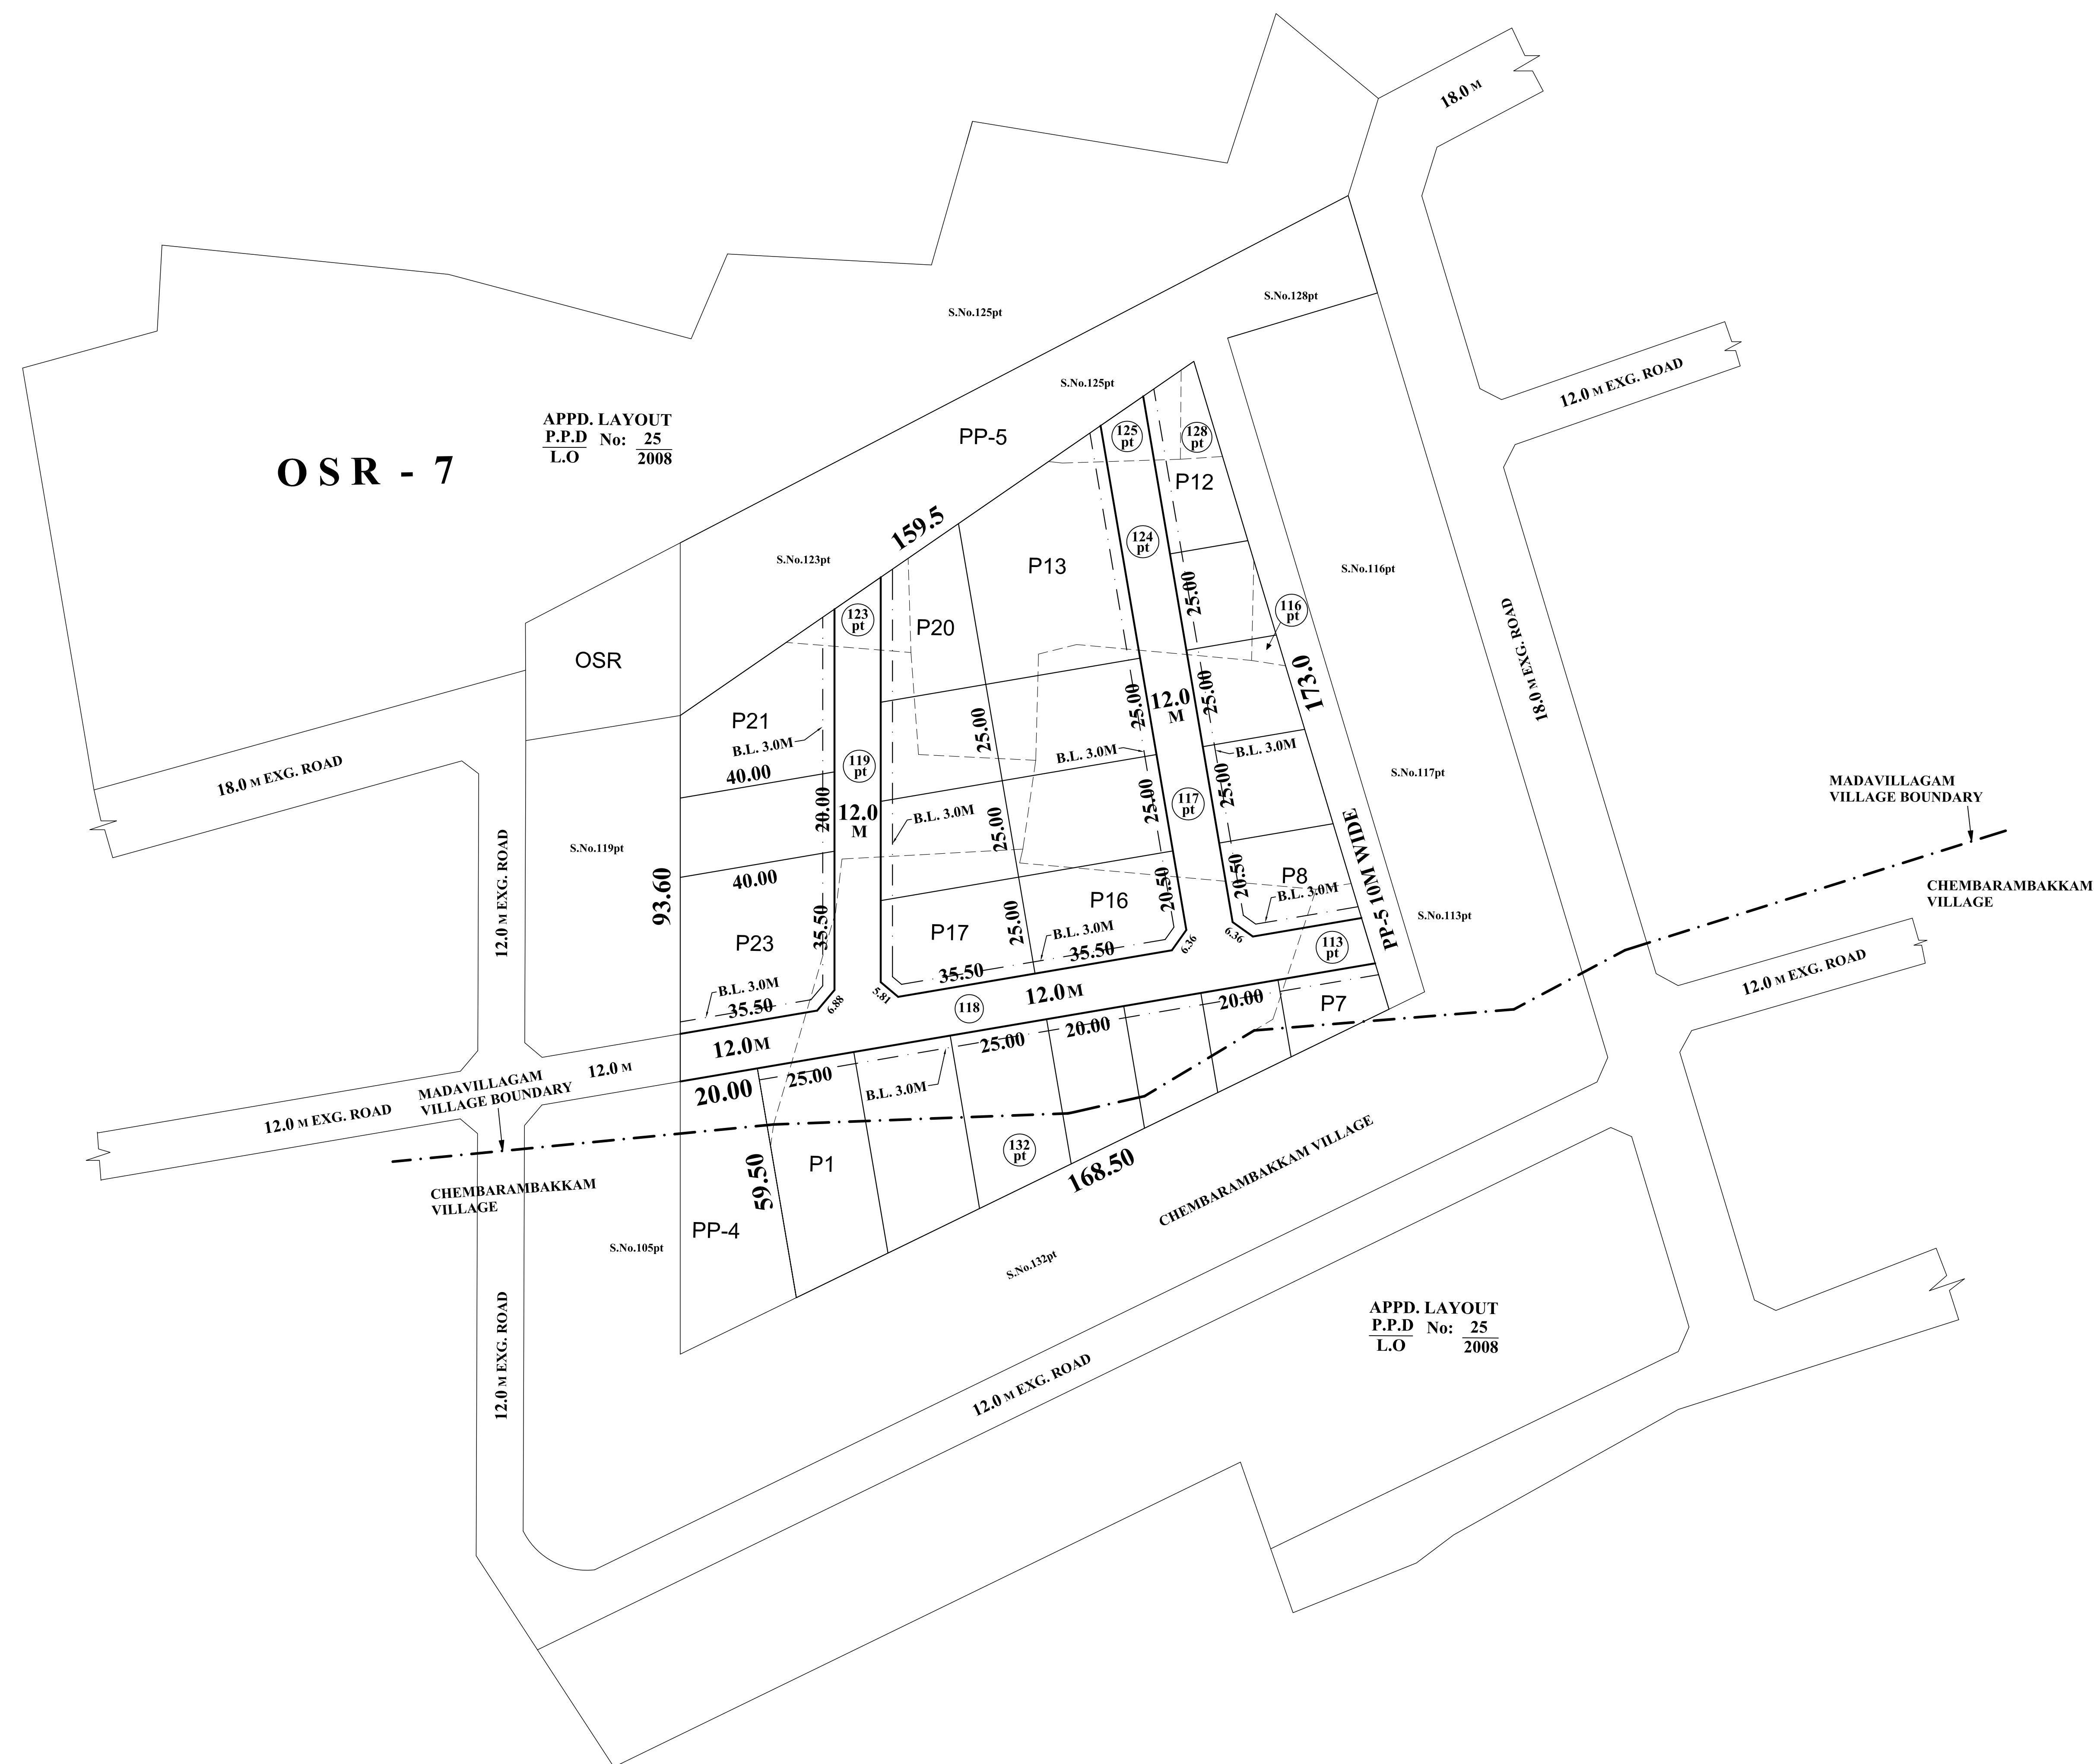 18.0 M
S.No.128pt
S.No.125pt
12.0 M EXG. ROAD
S.No.125pt
APPD. LAYOUT
P.P.D No: 25
L.O 2008
O S R - 7
PP-5
125
pt
128
pt
P12
159.5
124
pt
S.No.123pt
P13
S.No.116pt
25.00
123
pt
P20
116
pt
OSR
18.0 M EXG. ROAD
173.0
25.00
25.00
12.0
M
P21
B.L. 3.0M
25.00
B.L. 3.0M
B.L. 3.0M
119
pt
40.00
18.0 M EXG. ROAD
S.No.117pt
MADAVILLAGAM
VILLAGE BOUNDARY
20.00
12.0
M
B.L. 3.0M
25.00
25.00
117
pt
25.00
S.No.119pt
12.0 M EXG. ROAD
40.00
93.60
20.50
20.50
P8
B.L. 3.0M
PP-5 10M WIDE
CHEMBARAMBAKKAM
VILLAGE
P16
S.No.113pt
P23
35.50
P17
25.00
B.L. 3.0M
35.50
6.36
6.36
113
pt
35.50
12.0 M EXG. ROAD
B.L. 3.0M
35.50
6.88
5.81
118
12.0 M
20.00
P7
12.0 M
25.00
20.00
12.0 M
MADAVILLAGAM
VILLAGE BOUNDARY
20.00
25.00
B.L. 3.0M
12.0 M EXG. ROAD
132
pt
P1
59.50
168.50
CHEMBARAMBAKKAM VILLAGE
CHEMBARAMBAKKAM
VILLAGE
PP-4
S.No.105pt
S.No.132pt
12.0 M EXG. ROAD
12.0 M EXG. ROAD
APPD. LAYOUT
P.P.D No: 25
L.O 2008